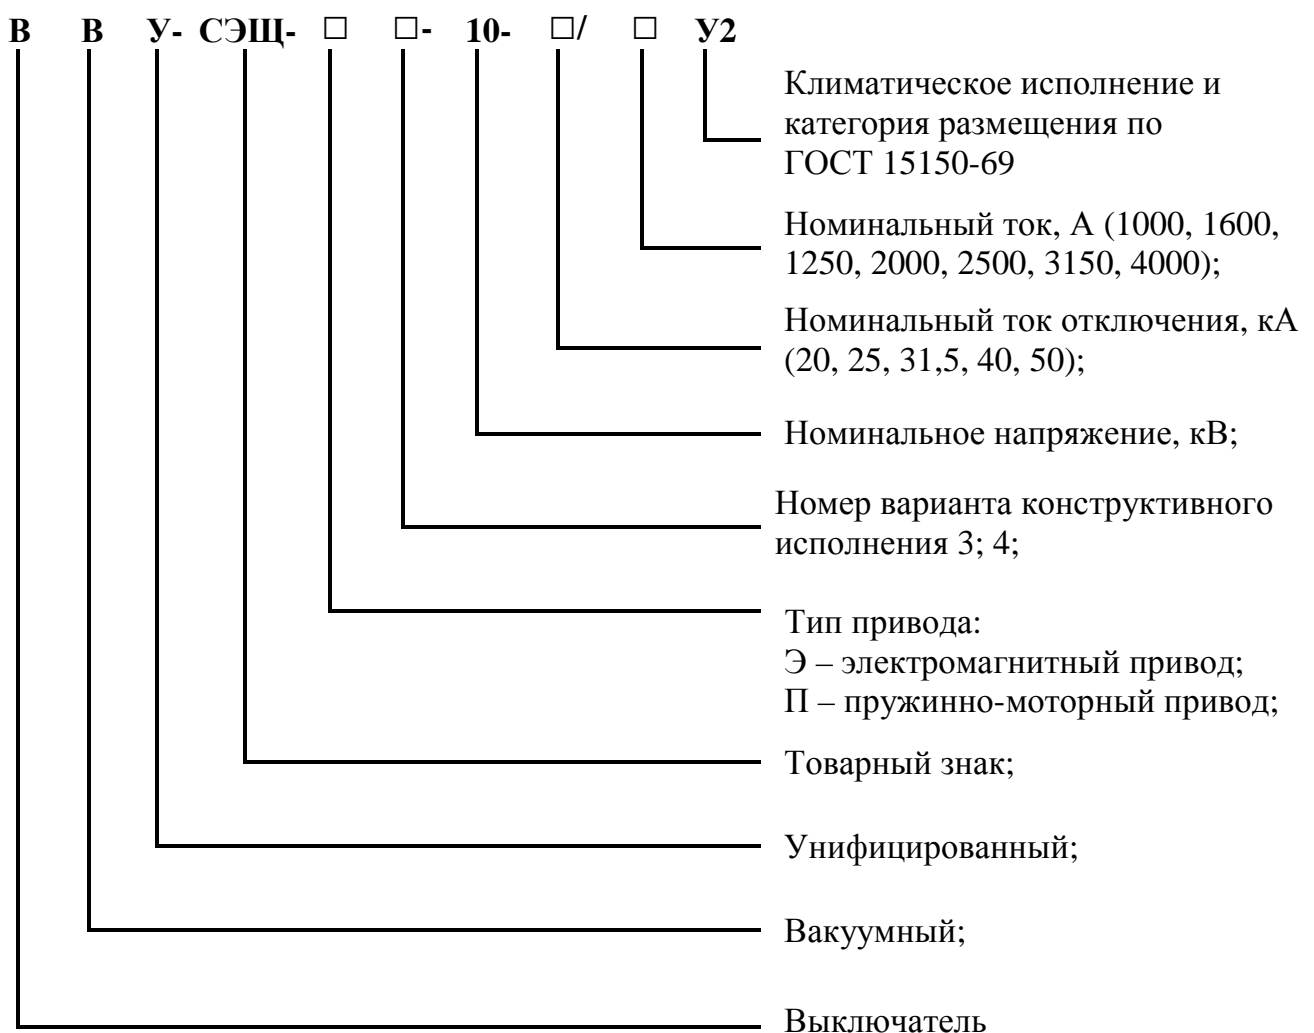 В В У- СЭЩ- □ □- 10- □/ □ У2
Климатическое исполнение и
категория размещения по
ГОСТ 15150-69
Номинальный ток, А (1000, 1600,
1250, 2000, 2500, 3150, 4000);
Номинальный ток отключения, кА
(20, 25, 31,5, 40, 50);
Номинальное напряжение, кВ;
Номер варианта конструктивного
исполнения 3; 4;
Тип привода:
Э – электромагнитный привод;
П – пружинно-моторный привод;
Товарный знак;
Унифицированный;
Вакуумный;
Выключатель